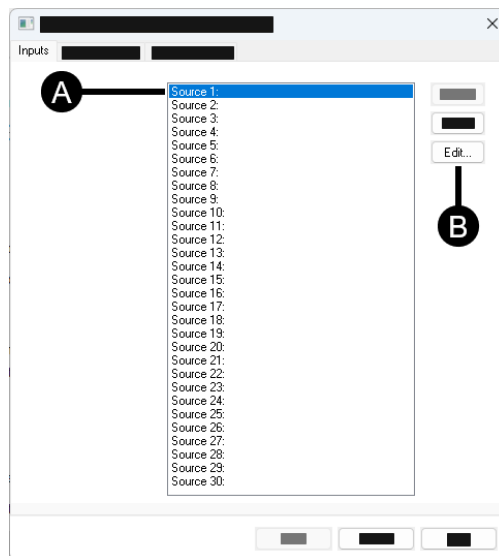 Inputs
A
Source 1:
Source 2:
Source 3:
Source 4:
Source 5:
Source 6:
Source 7:
Source 8:
Source 9:
Source 10:
Source 11:
Source 12:
Source 13:
Source 14:
Source 15:
Source 16:
Source 17:
Source 18:
Source 19:
Source 20:
Source 21:
Source 22:
Source 23:
Source 24:
Source 25:
Source 26:
Source 27:
Source 28:
Source 29:
Source 30:
Edit...
B